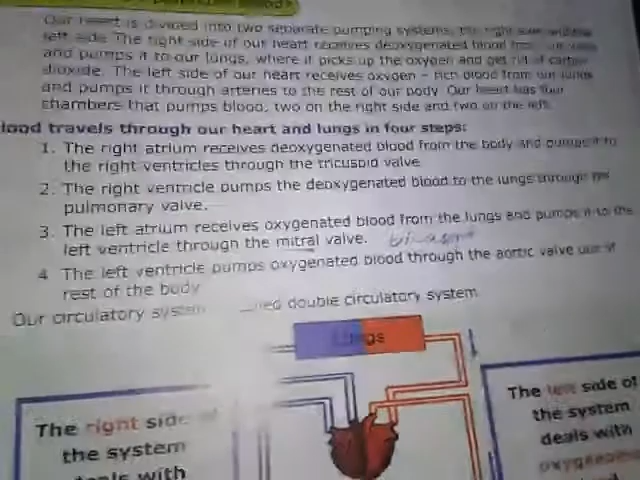 Our heart is divided into two separate pumping systems, the right side and the
left side. The right side of our heart receives deoxygenated blood from our
and pumps it to our lungs, where it picks up the oxygen and get rid of carbon
dioxide. The left side of our heart receives oxygen – rich blood from our lungs
and pumps it through arteries to the rest of our body. Our heart has four
chambers that pumps blood, two on the right side and two on the left.
lood travels through our heart and lungs in four steps:
1. The right atrium receives deoxygenated blood from the body and pumps it to
the right ventricles through the tricuspid valve
2. The right ventricle pumps the deoxygenated blood to the lungs through the
pulmonary valve.
3. The left atrium receives oxygenated blood from the lungs and pumps it to the
left ventricle through the mitral valve.
4. The left ventricle pumps oxygenated blood through the aortic valve
rest of the body
Our circulatory system double circulatory system
Lungs
The right side of
the system
deals with
The left side of
the system
deals with
oxygenated